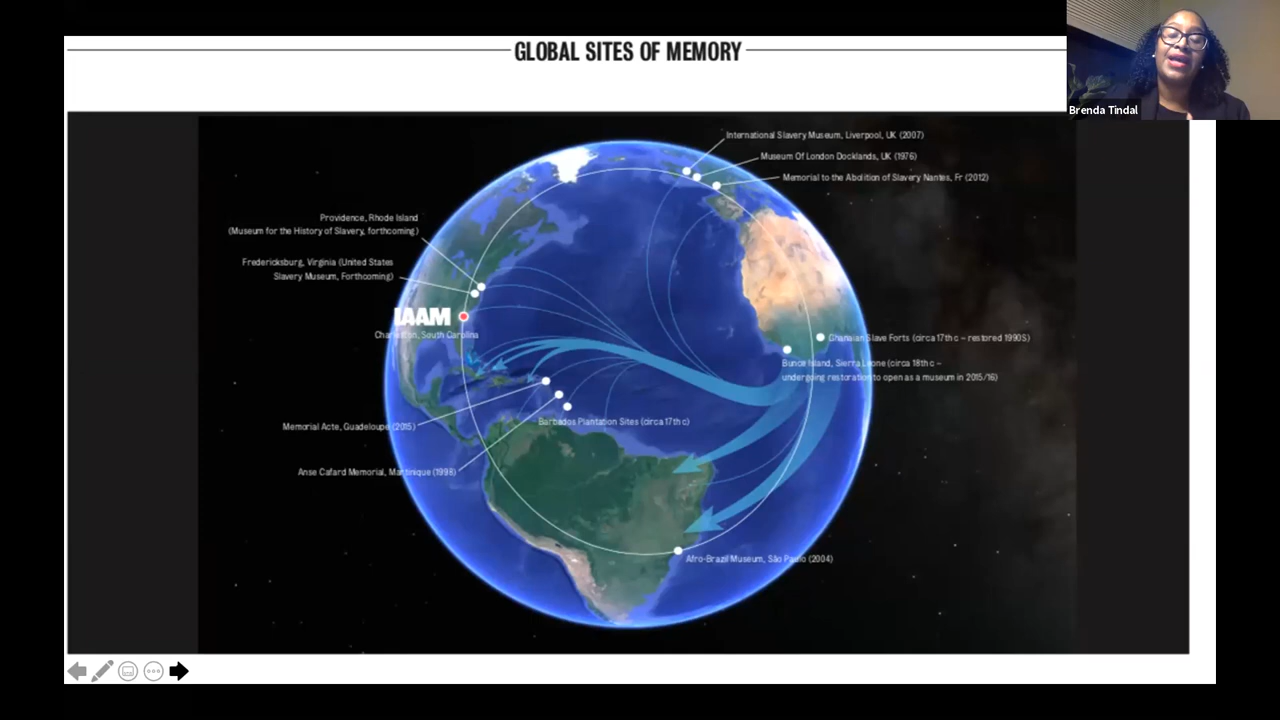 GLOBAL SITES OF MEMORY
Brenda Tindal
International Slavery Museum, Liverpool, UK (2007)
Museum Of London Docklands, UK (1976)
Memorial to the Abolition of Slavery Nantes, Fr (2012)
Providence, Rhode Island
(Museum for the History of Slavery, forthcoming)
Fredericksburg, Virginia (United States
Slavery Museum, Forthcoming)
IAAM
Charleston, South Carolina
Ghanaian Slave Forts (circa 17th c – restored 1990S)
Bunce Island, Sierra Leone (circa 18th c –
undergoing restoration to open as a museum in 2015/16)
Barbados Plantation Sites (circa 17th c)
Memorial Acte, Guadeloupe (2015)
Anse Cafard Memorial, Martinique (1998)
Afro-Brazil Museum, São Paulo (2004)